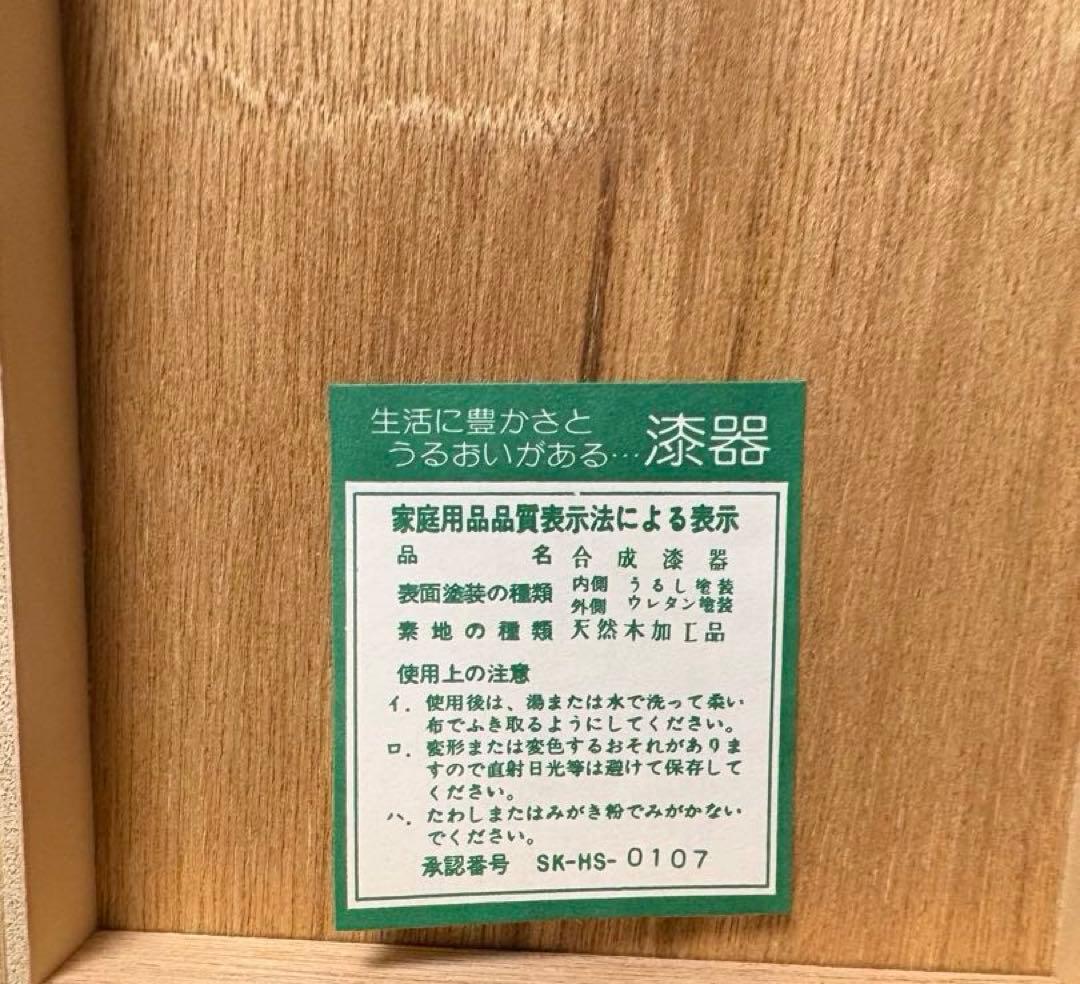 生活に豊かさと
うるおいがある…漆器
家庭用品品質表示法による表示
品名 合成漆器
表面塗装の種類 内側 うるし塗装
外側 ウレタン塗装
素地の種類 天然木加工品
使用上の注意
イ．使用後は、湯または水で洗って柔い
布でふき取るようにしてください。
ロ．変形または変色するおそれがありま
すので直射日光等は避けて保存して
ください。
ハ．たわしまたはみがき粉でみがかない
でください。
承認番号 SK-HS-0107